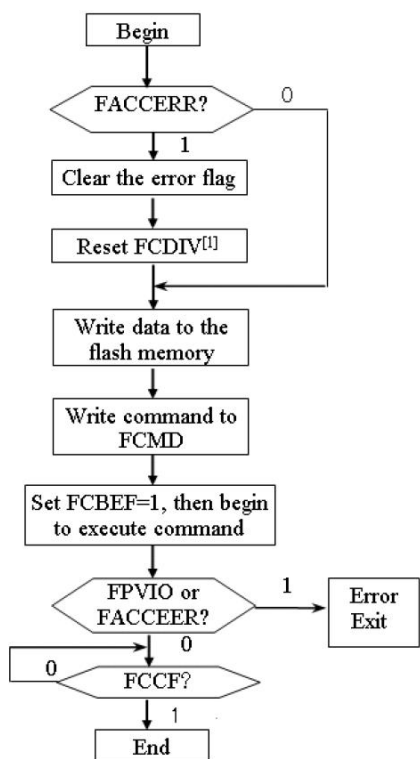 Begin
FACCERR?
0
1
Clear the error flag
Reset FCDIV[1]
Write data to the
flash memory
Write command to
FCMD
Set FCBEF=1, then begin
to execute command
FPVIO or
FACCEER?
1
Error
Exit
0
0
FCCF?
1
End